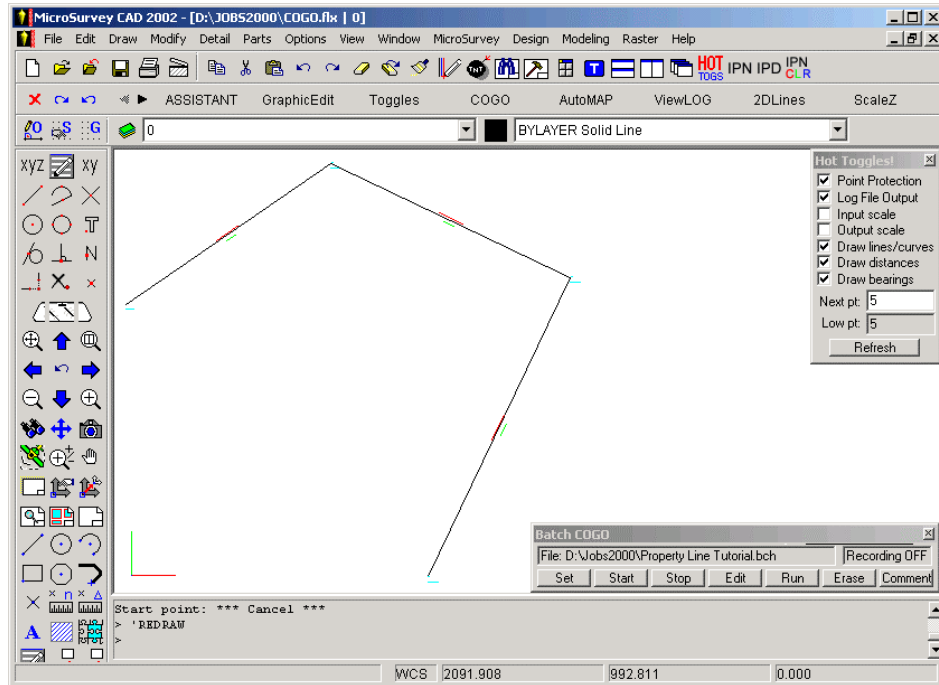 MicroSurvey CAD 2002 - [D:\JOBS2000\COGO.flx | 0]
File Edit Draw Modify Detail Parts Options View Window MicroSurvey Design Modeling Raster Help
TNT T HOT TOGS IPN IPD IPN CLR
ASSISTANT GraphicEdit Toggles COGO AutoMAP ViewLOG 2DLines ScaleZ
O S G 0 BYLAYER Solid Line
xyz xy
T
N
Hot Toggles!
Point Protection
Log File Output
Input scale
Output scale
Draw lines/curves
Draw distances
Draw bearings
Next pt: 5
Low pt: 5
Refresh
Batch COGO
File: D:\Jobs2000\Property Line Tutorial.bch Recording OFF
Set Start Stop Edit Run Erase Comment
n
A
Start point: *** Cancel ***
> 'REDRAW
>
WCS 2091.908 992.811 0.000